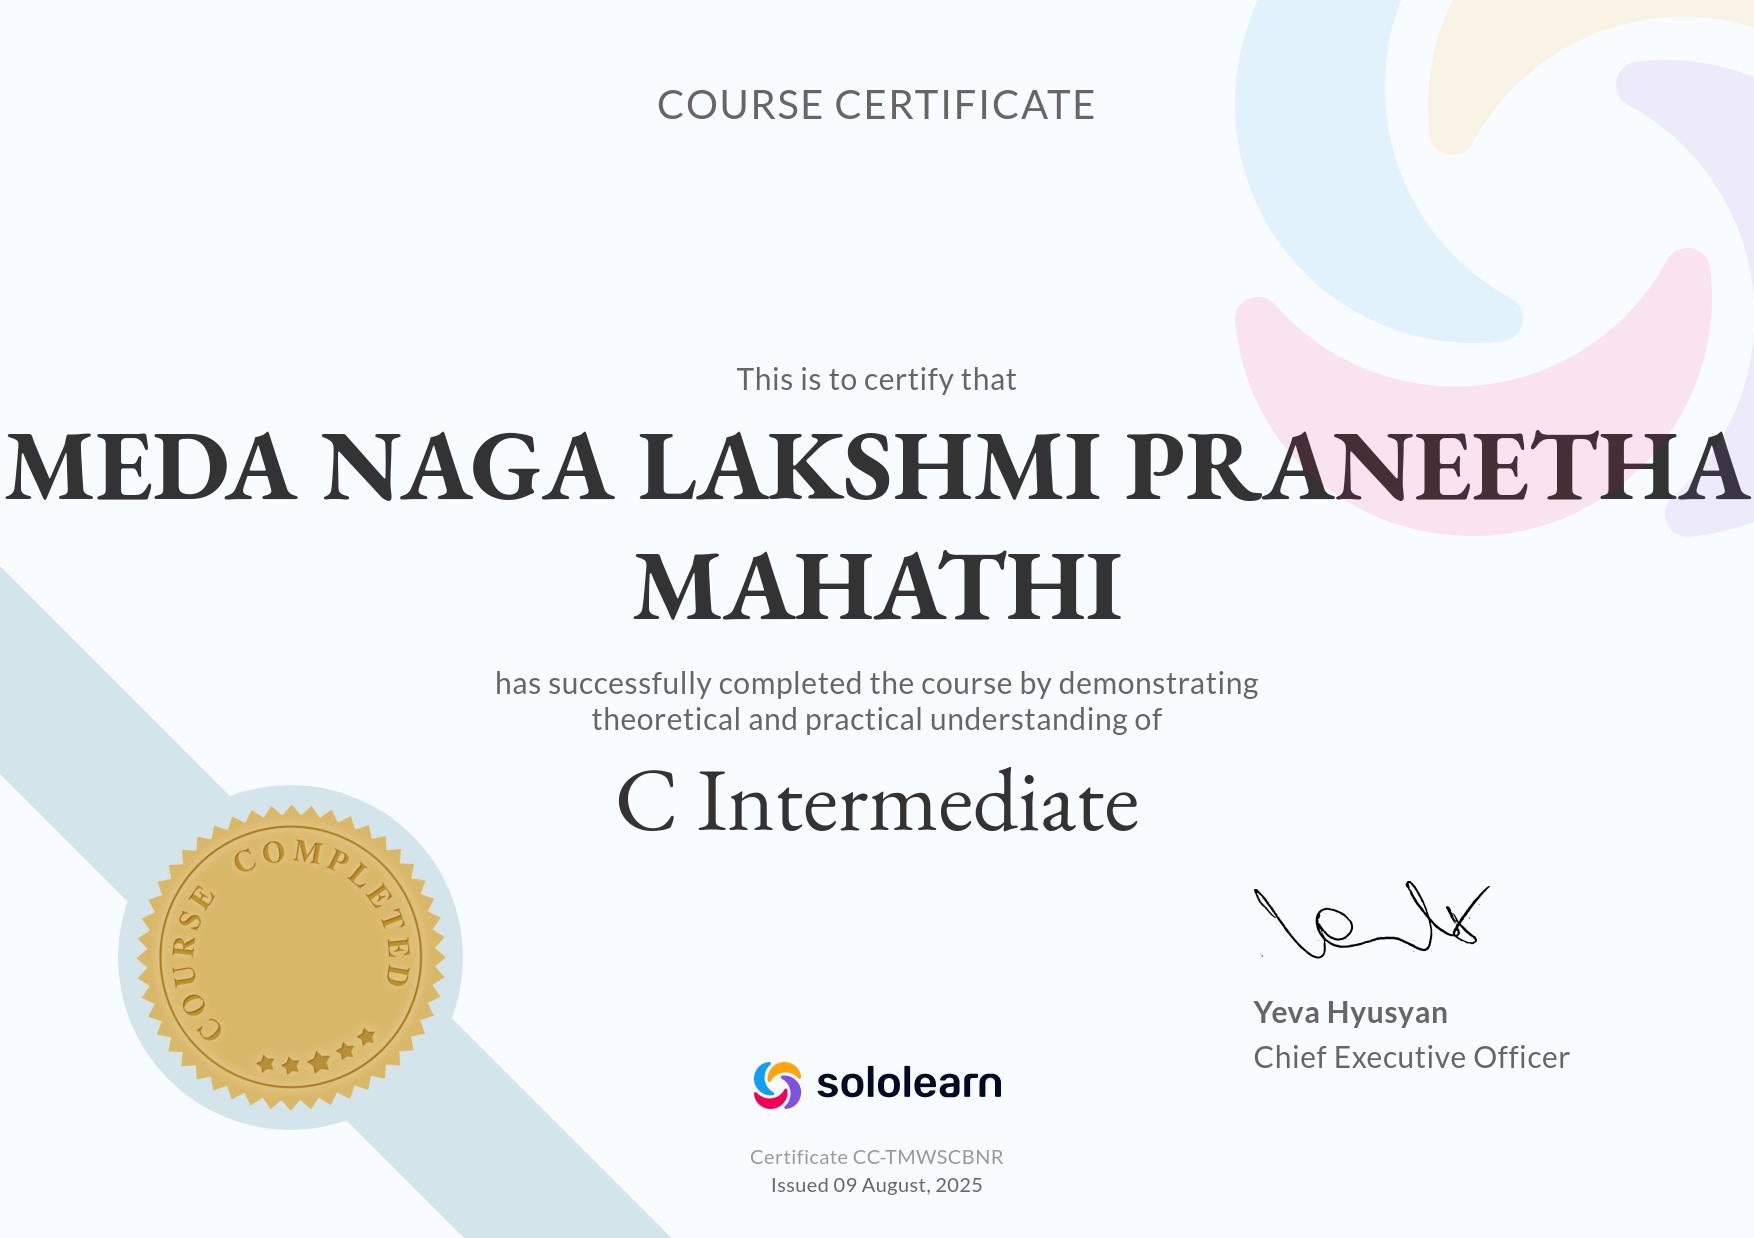 COURSE CERTIFICATE
This is to certify that
MEDA NAGA LAKSHMI PRANEETHA
MAHATHI
has successfully completed the course by demonstrating
theoretical and practical understanding of
C Intermediate
COURSE COMPLETED
Yeva Hyusyan
Chief Executive Officer
sololearn
Certificate CC-TMWSCBNR
Issued 09 August, 2025